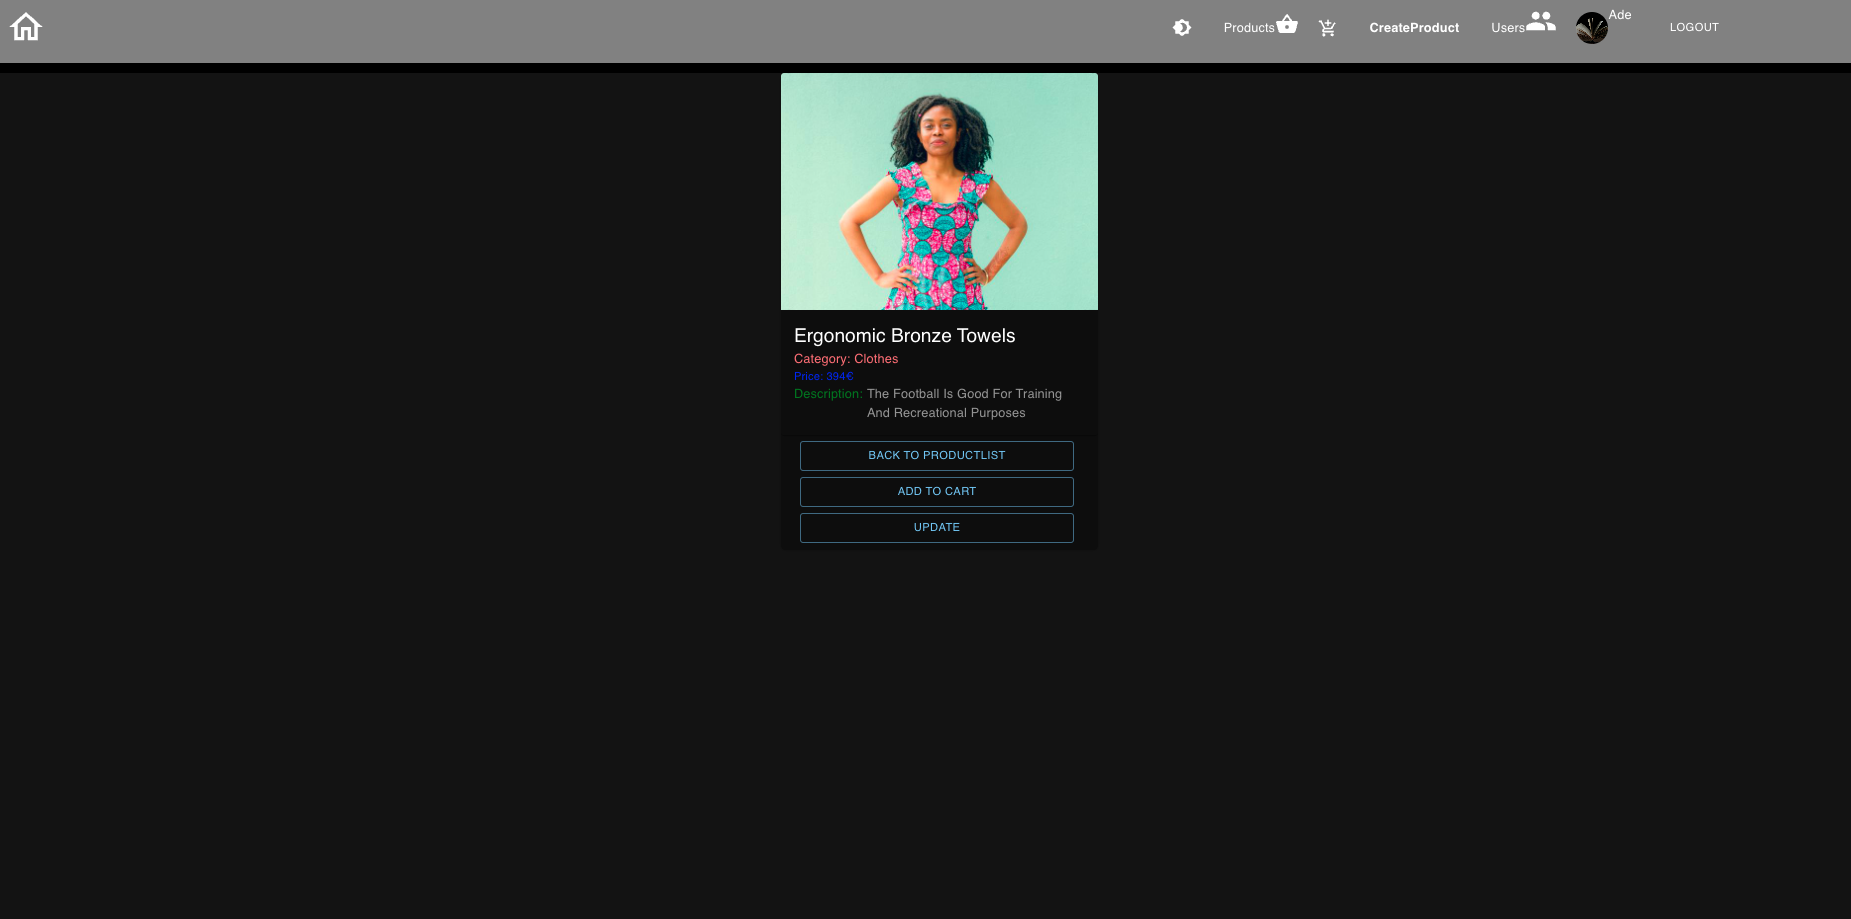 Products
CreateProduct
Users
Ade
LOGOUT
Ergonomic Bronze Towels
Category: Clothes
Price: 394€
Description: The Football Is Good For Training
And Recreational Purposes
BACK TO PRODUCTLIST
ADD TO CART
UPDATE